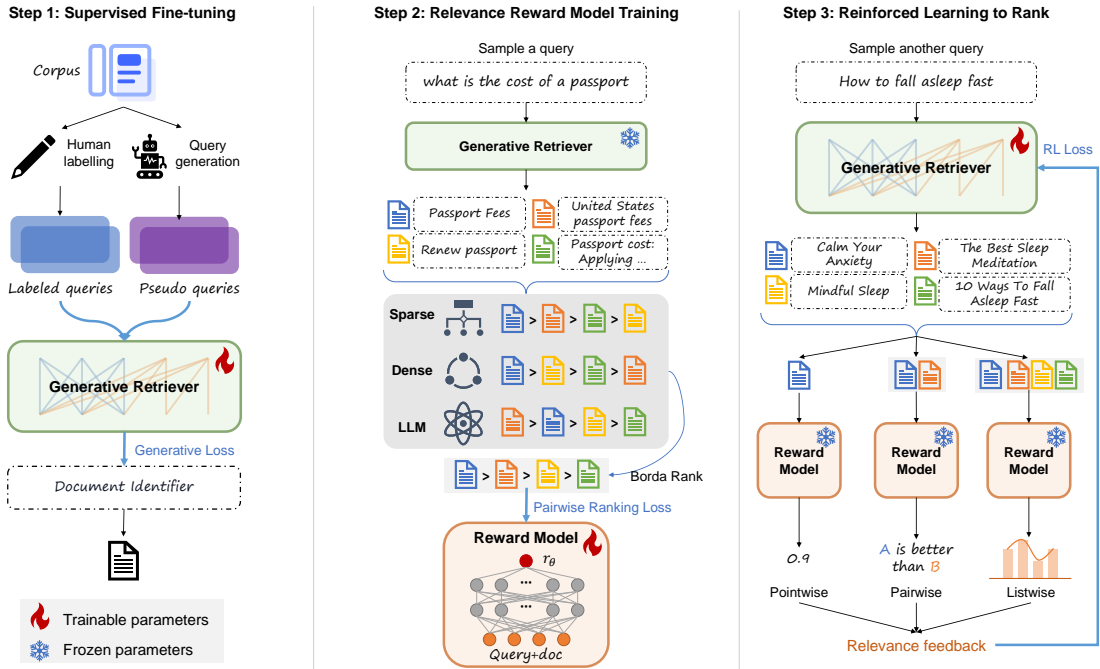 Step 1: Supervised Fine-tuning
Corpus
Human
labelling
Query
generation
Labeled queries
Pseudo queries
Generative Retriever
Generative Loss
Document Identifier
Trainable parameters
Frozen parameters
Step 2: Relevance Reward Model Training
Sample a query
what is the cost of a passport
Generative Retriever
Passport Fees
United States
passport fees
Renew passport
Passport cost:
Applying ...
Sparse
> > >
Dense
> > >
LLM
> > >
> > >
Borda Rank
Pairwise Ranking Loss
Reward Model
rθ
...
...
Query+doc
Step 3: Reinforced Learning to Rank
Sample another query
How to fall asleep fast
Generative Retriever
RL Loss
Calm Your
Anxiety
The Best Sleep
Meditation
Mindful Sleep
10 Ways To Fall
Asleep Fast
Reward
Model
Reward
Model
Reward
Model
0.9
A is better
than B
Pointwise
Pairwise
Listwise
Relevance feedback